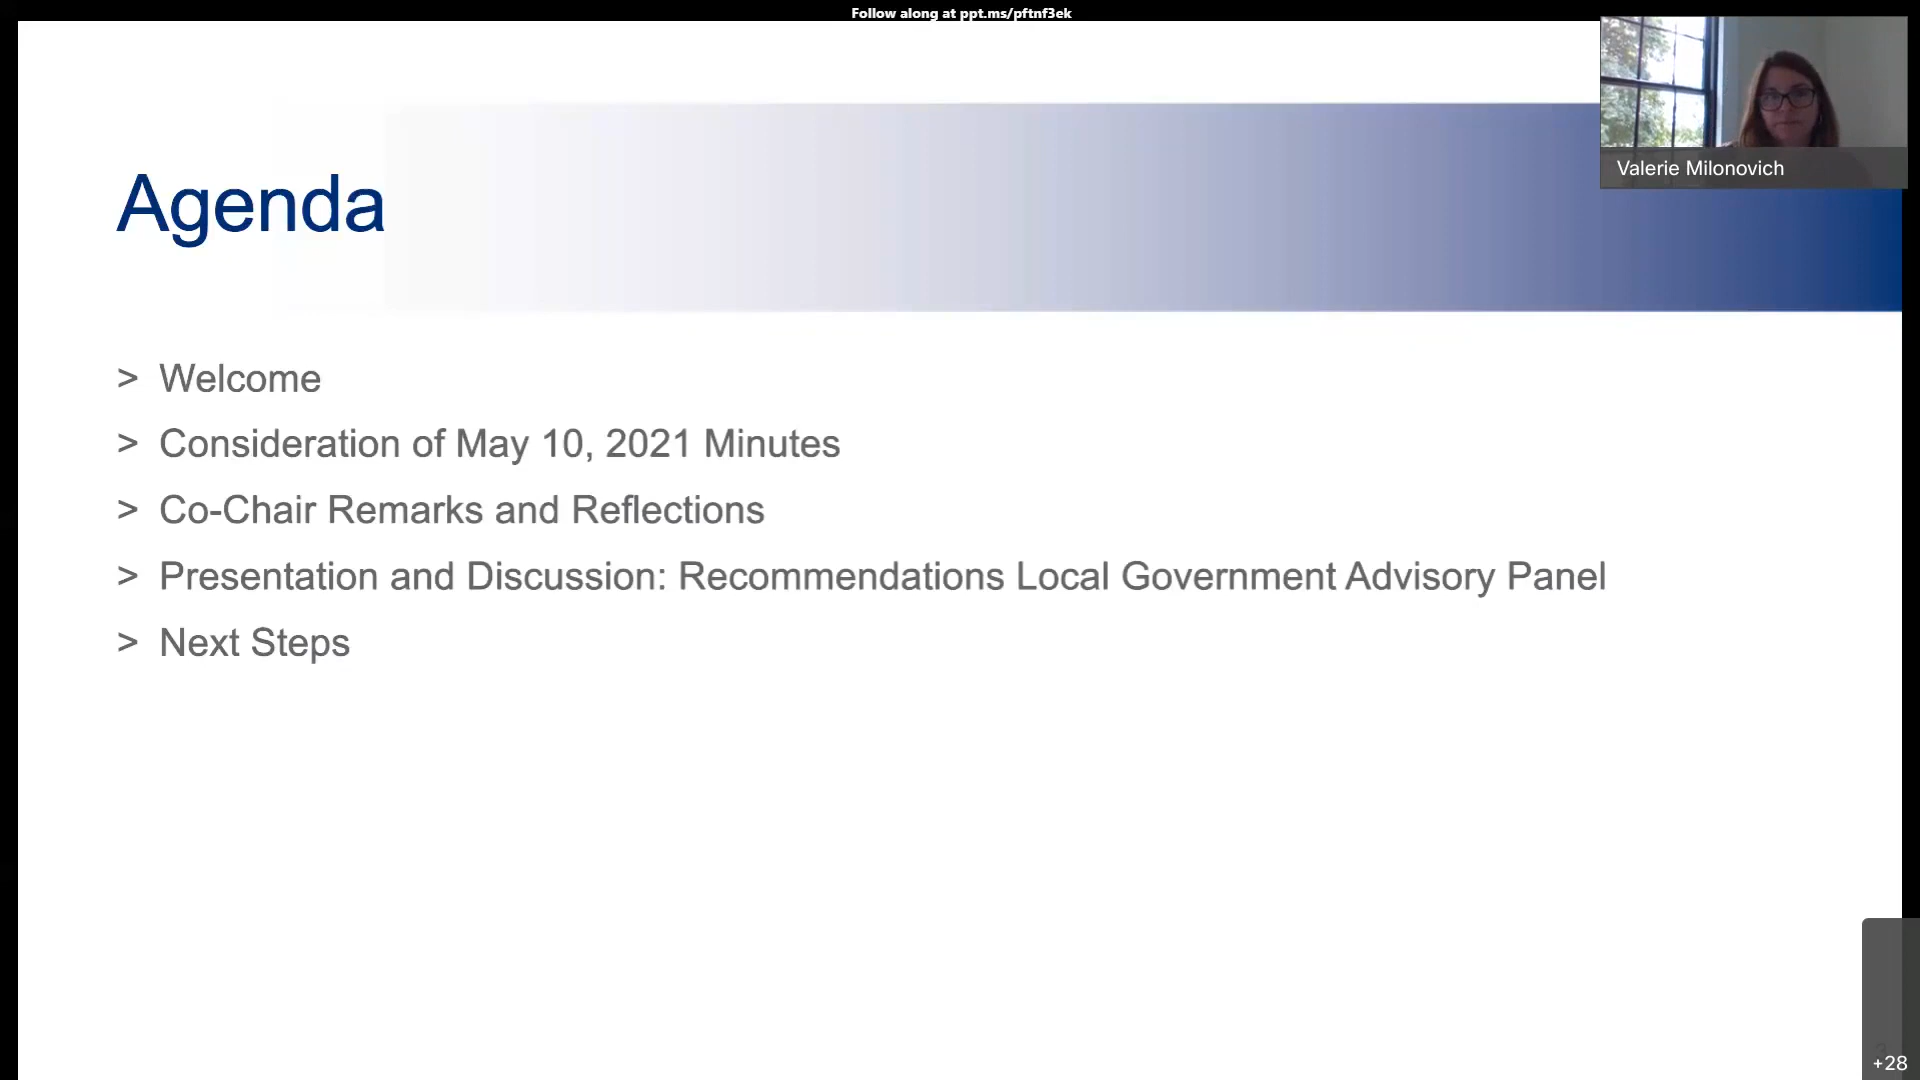 Follow along at ppt.ms/pftnf3ek
Valerie Milonovich
Agenda
> Welcome
> Consideration of May 10, 2021 Minutes
> Co-Chair Remarks and Reflections
> Presentation and Discussion: Recommendations Local Government Advisory Panel
> Next Steps
+28